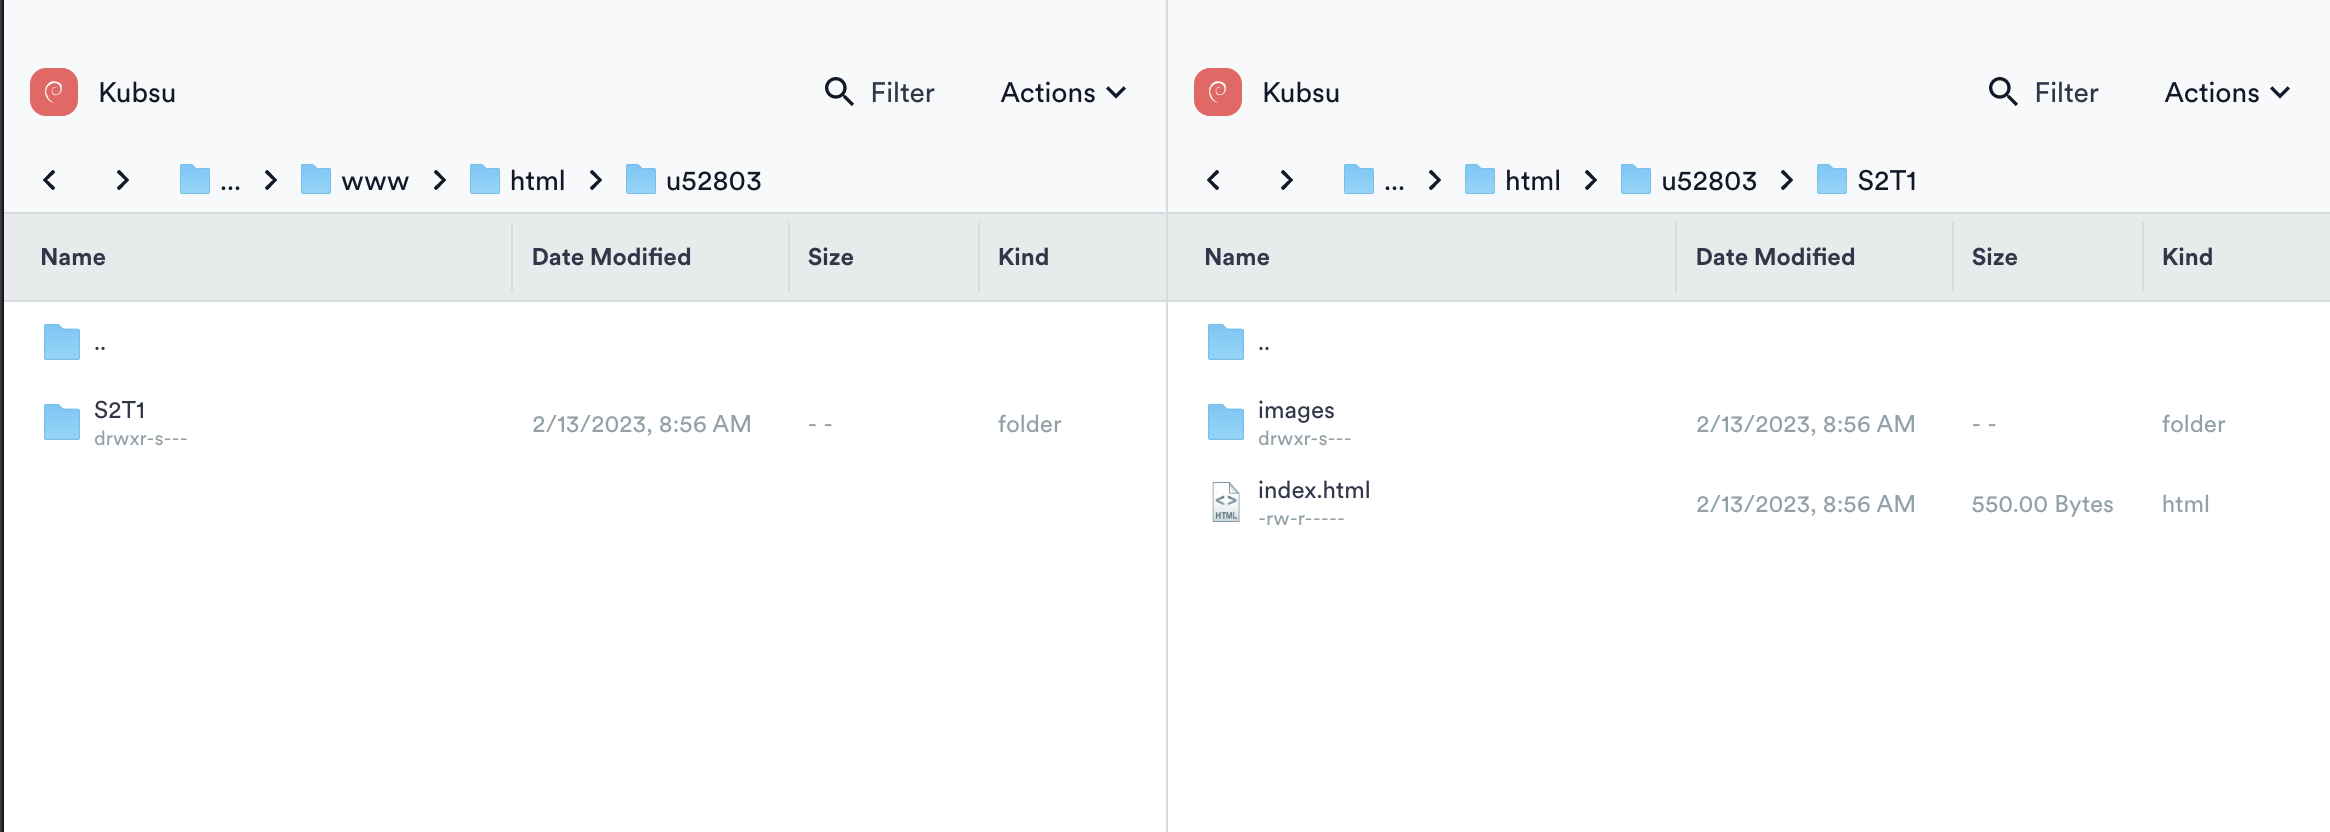 Kubsu Filter Actions
... www html u52803
Name Date Modified Size Kind
..
S2T1
drwxr-s---
2/13/2023, 8:56 AM - - folder
Kubsu Filter Actions
... html u52803 S2T1
Name Date Modified Size Kind
..
images
drwxr-s---
2/13/2023, 8:56 AM - - folder
index.html
-rw-r-----
2/13/2023, 8:56 AM 550.00 Bytes html
<>
HTML